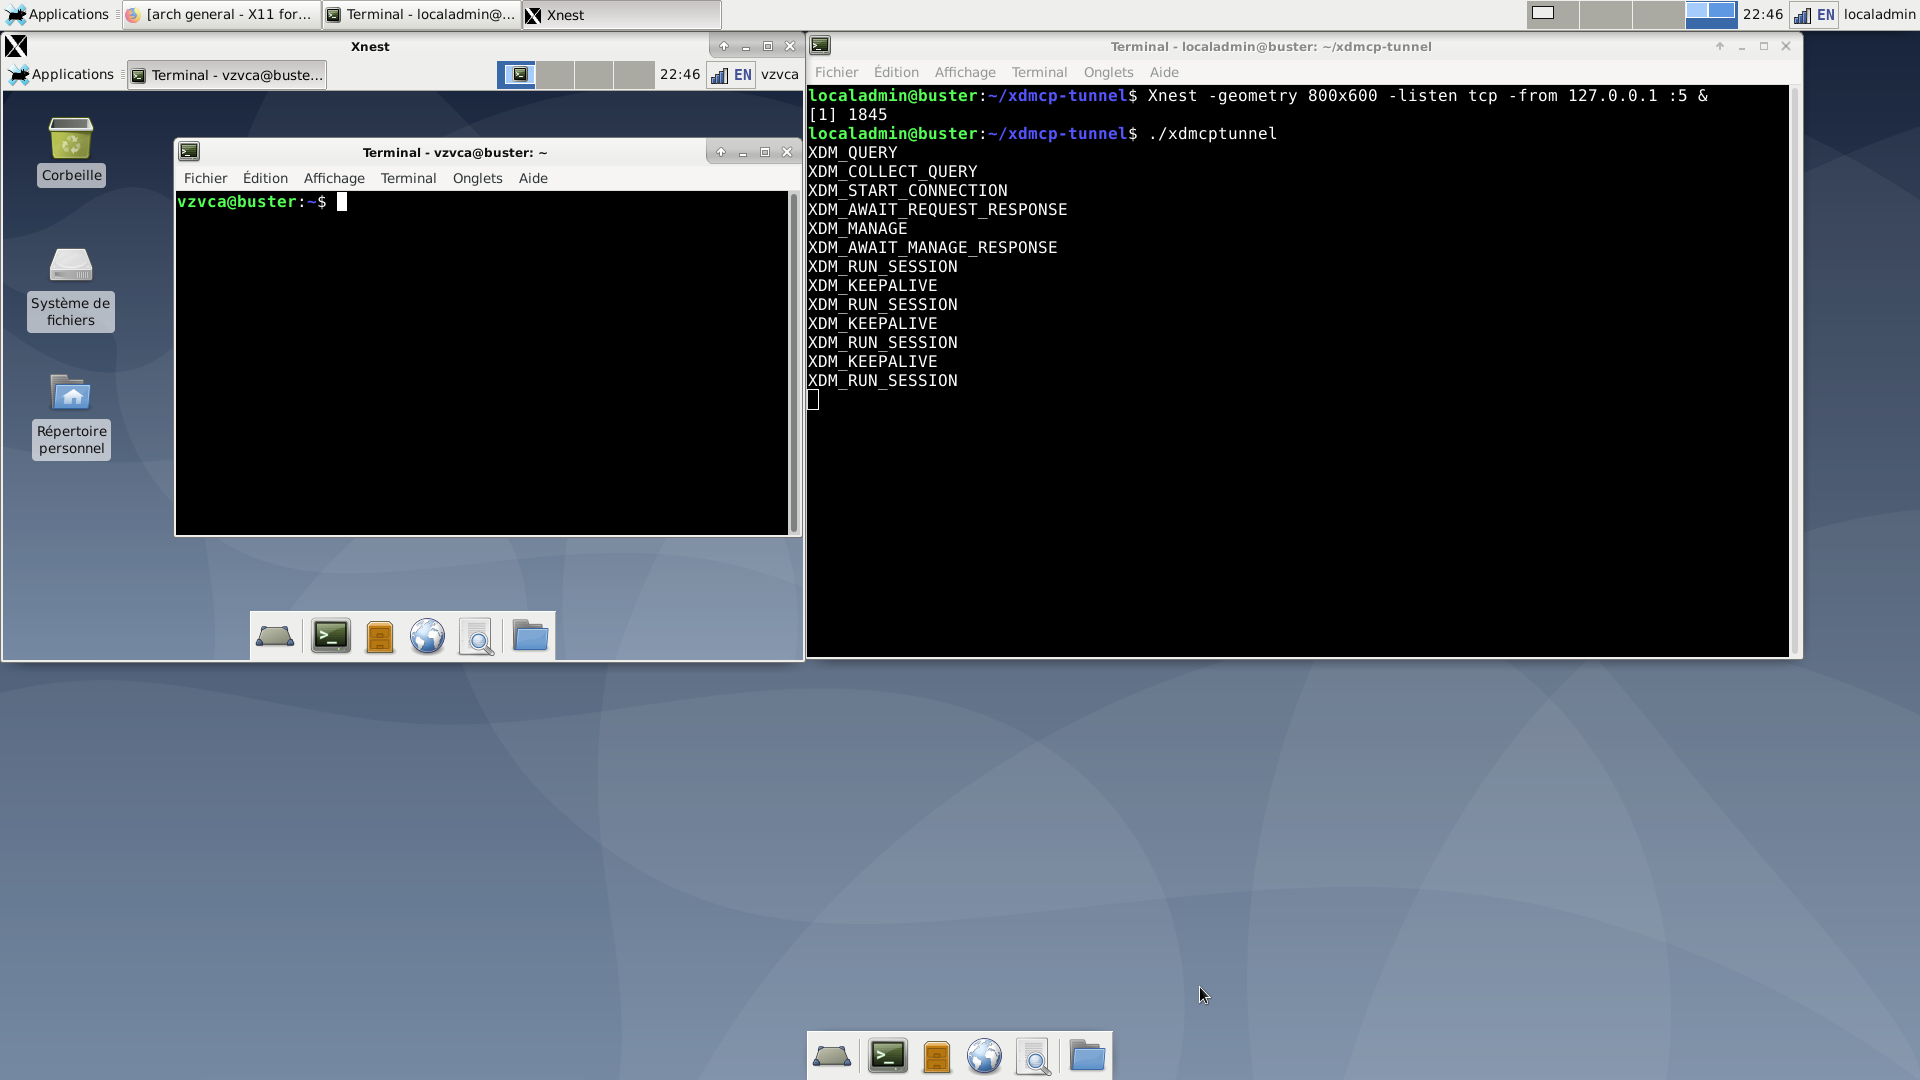 Applications
[arch general - X11 for...
Terminal - localadmin@...
Xnest
22:46
EN
localadmin
Xnest
Applications
Terminal - vzvca@buste...
22:46
EN
vzvca
Corbeille
Système de
fichiers
Répertoire
personnel
Terminal - vzvca@buster: ~
Fichier Édition Affichage Terminal Onglets Aide
vzvca@buster:~$
Terminal - localadmin@buster: ~/xdmcp-tunnel
Fichier Édition Affichage Terminal Onglets Aide
localadmin@buster:~/xdmcp-tunnel$ Xnest -geometry 800x600 -listen tcp -from 127.0.0.1 :5 &
[1] 1845
localadmin@buster:~/xdmcp-tunnel$ ./xdmcptunnel
XDM_QUERY
XDM_COLLECT_QUERY
XDM_START_CONNECTION
XDM_AWAIT_REQUEST_RESPONSE
XDM_MANAGE
XDM_AWAIT_MANAGE_RESPONSE
XDM_RUN_SESSION
XDM_KEEPALIVE
XDM_RUN_SESSION
XDM_KEEPALIVE
XDM_RUN_SESSION
XDM_KEEPALIVE
XDM_RUN_SESSION